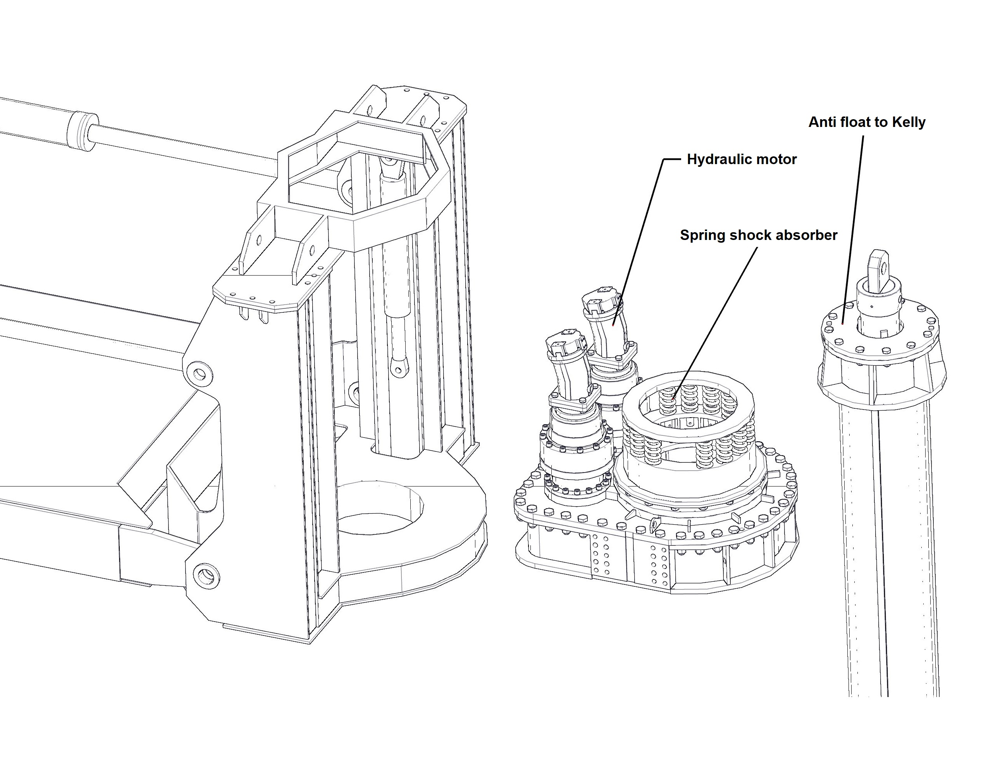 Anti float to Kelly
Hydraulic motor
Spring shock absorber